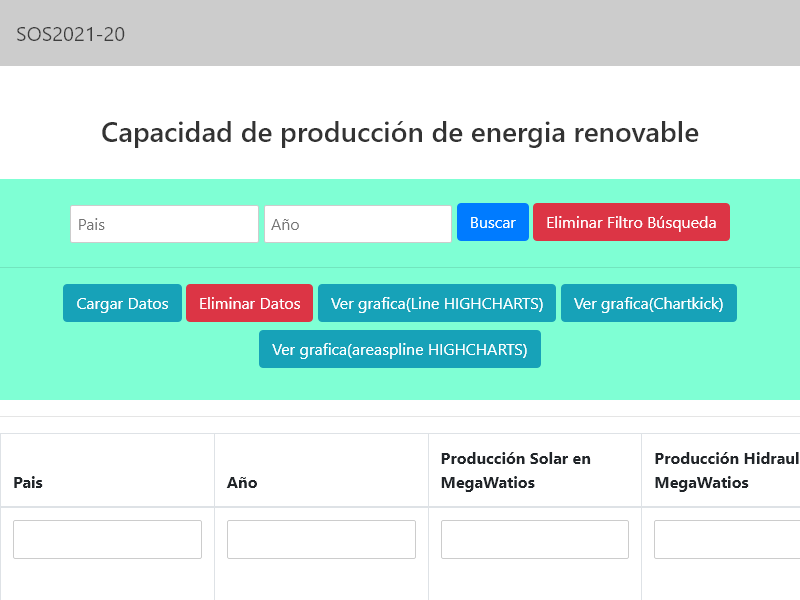 SOS2021-20
Capacidad de producción de energia renovable
Pais Año Buscar Eliminar Filtro Búsqueda
Cargar Datos Eliminar Datos Ver grafica(Line HIGHCHARTS) Ver grafica(Chartkick)
Ver grafica(areaspline HIGHCHARTS)
Pais Año Producción Solar en MegaWatios Producción Hidraul MegaWatios